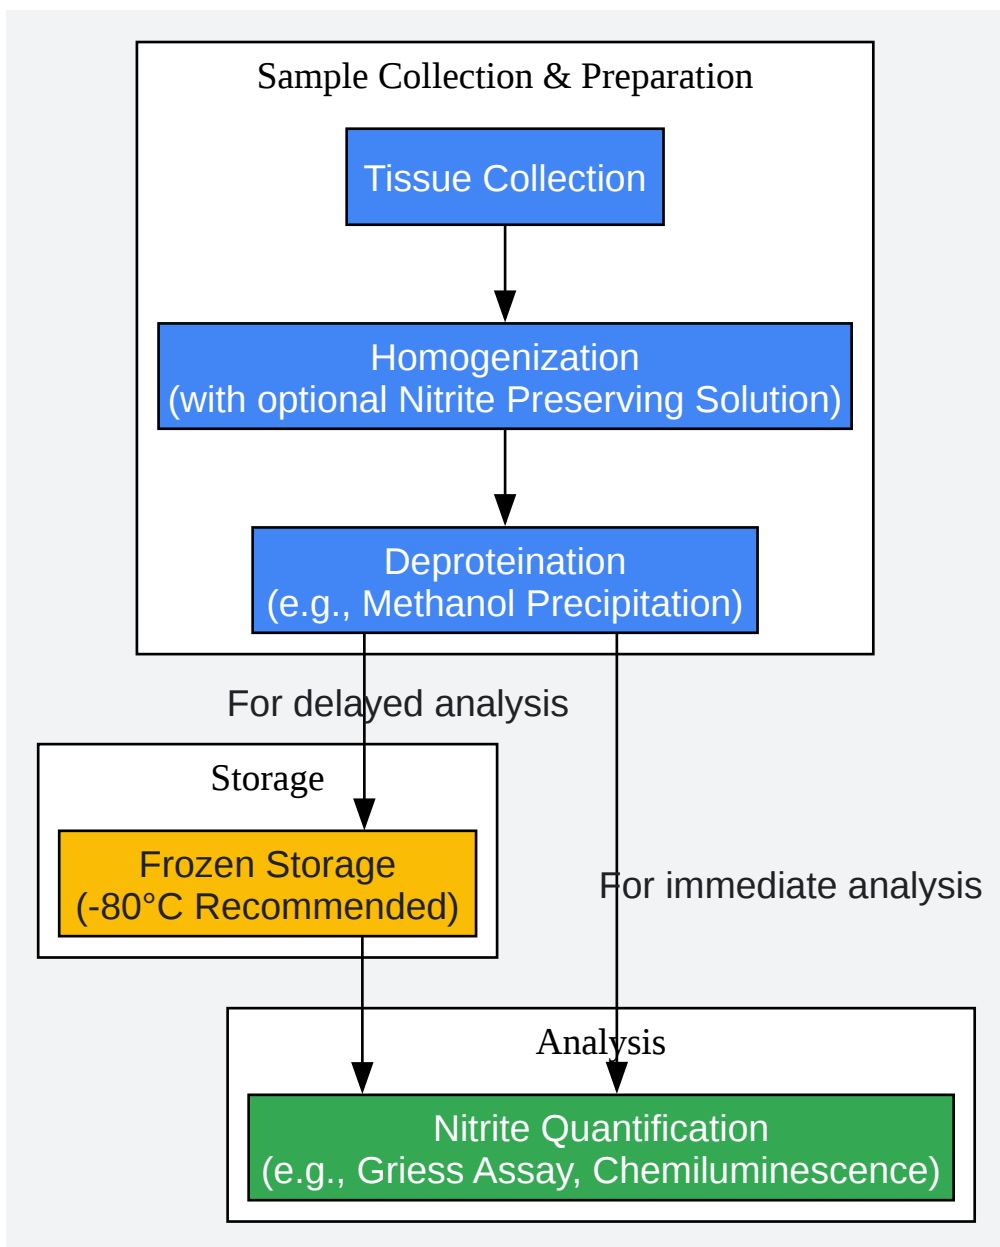 Sample Collection & Preparation
Tissue Collection
Homogenization
(with optional Nitrite Preserving Solution)
Deproteination
(e.g., Methanol Precipitation)
For delayed analysis
Storage
Frozen Storage
(-80°C Recommended)
For immediate analysis
Analysis
Nitrite Quantification
(e.g., Griess Assay, Chemiluminescence)